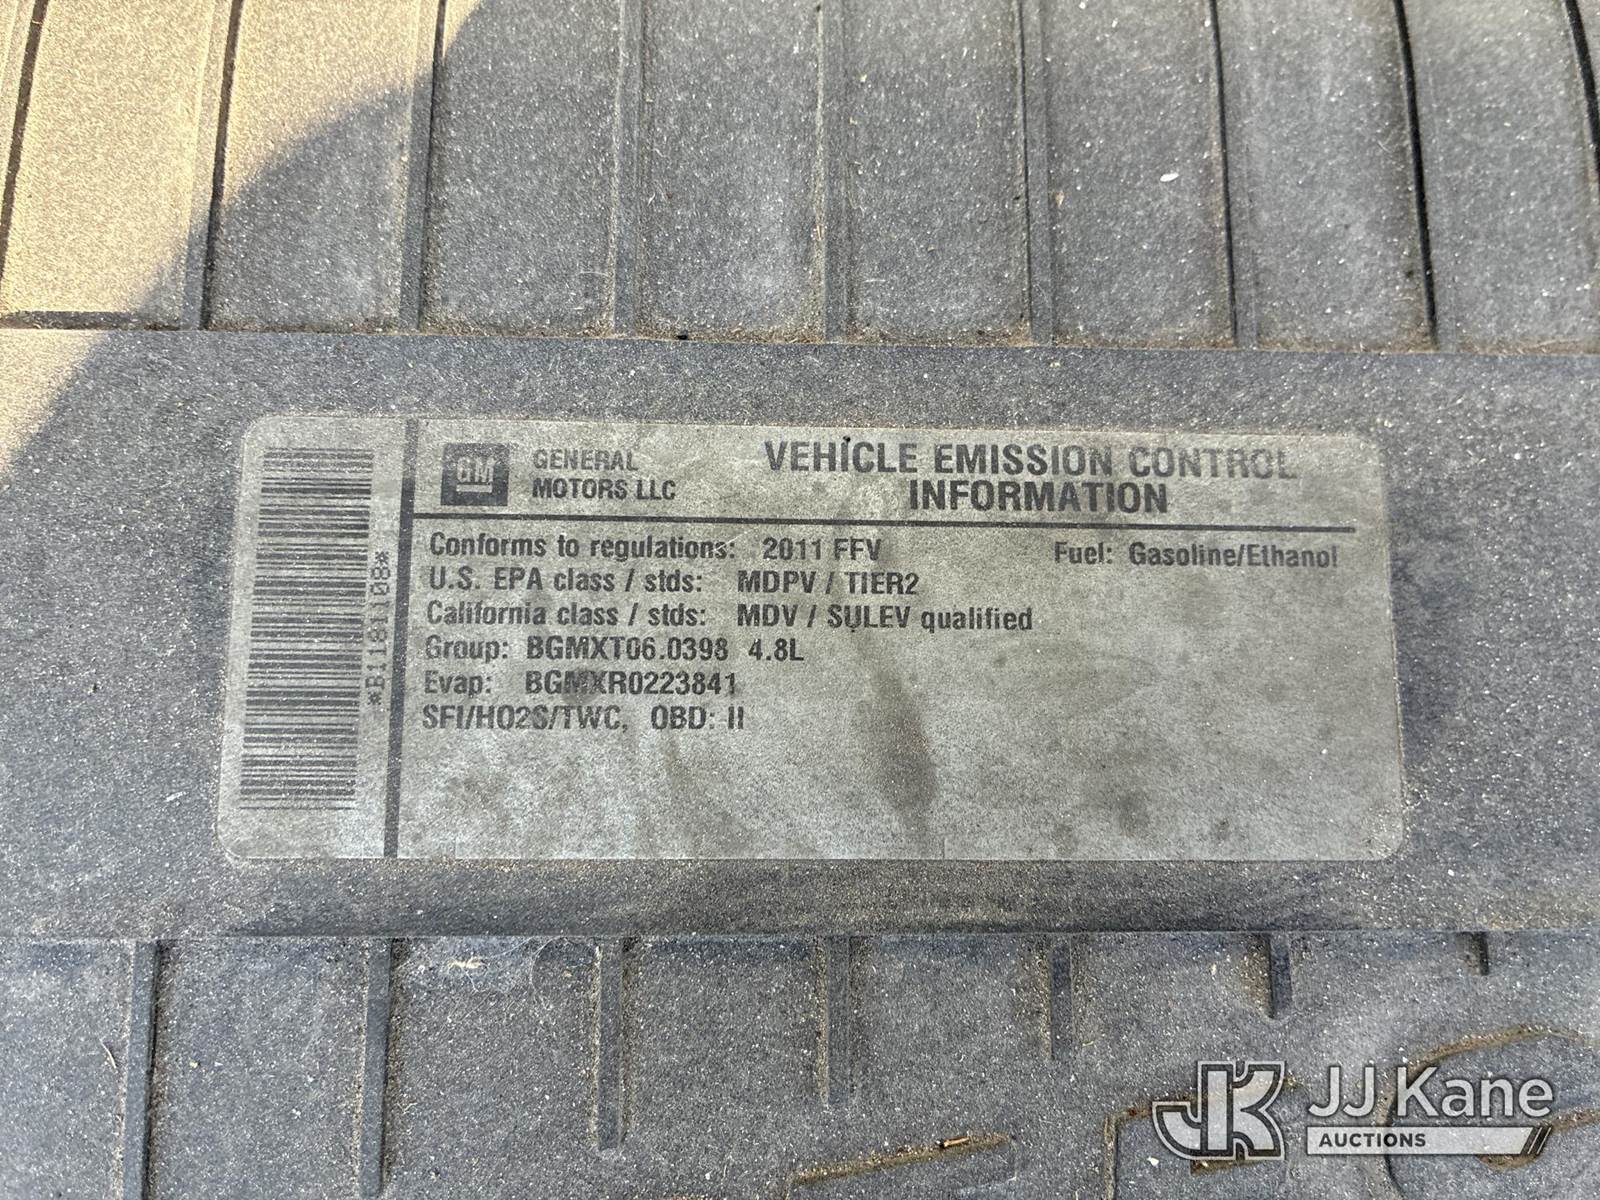 GM GENERAL MOTORS LLC
VEHICLE EMISSION CONTROL
INFORMATION
Conforms to regulations: 2011 FFV Fuel: Gasoline/Ethanol
U.S. EPA class / stds: MDPV / TIER2
California class / stds: MDV / SULEV qualified
Group: BGMXT06.0398 4.8L
Evap: BGMXR0223841
SFI/HO2S/TWC, OBD: II
*B1181108*
JK JJ Kane
AUCTIONS